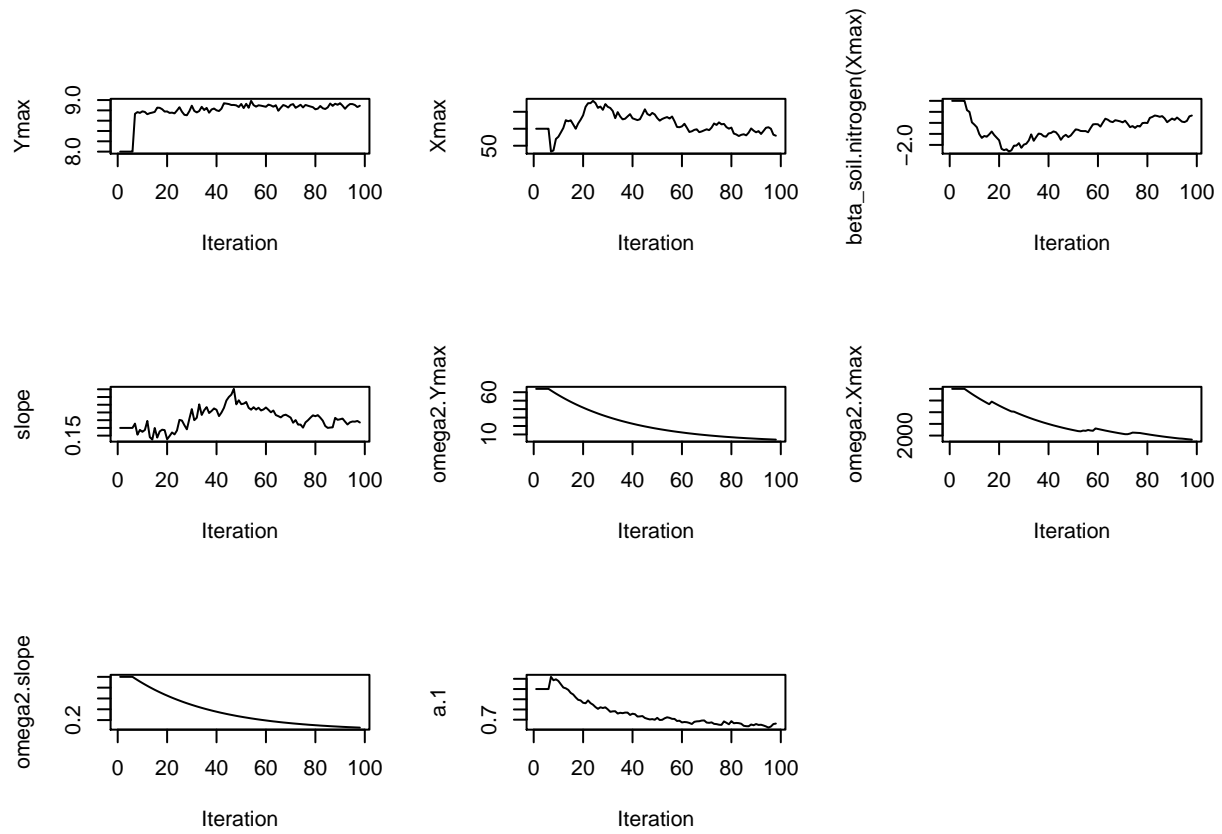 Ymax
9.0
8.0
0 20 40 60 80 100
Iteration
Xmax
50
0 20 40 60 80 100
Iteration
beta_soil.nitrogen(Xmax)
−2.0
0 20 40 60 80 100
Iteration
slope
0.15
0 20 40 60 80 100
Iteration
omega2.Ymax
60
10
0 20 40 60 80 100
Iteration
omega2.Xmax
2000
0 20 40 60 80 100
Iteration
omega2.slope
0.2
0 20 40 60 80 100
Iteration
a.1
0.7
0 20 40 60 80 100
Iteration